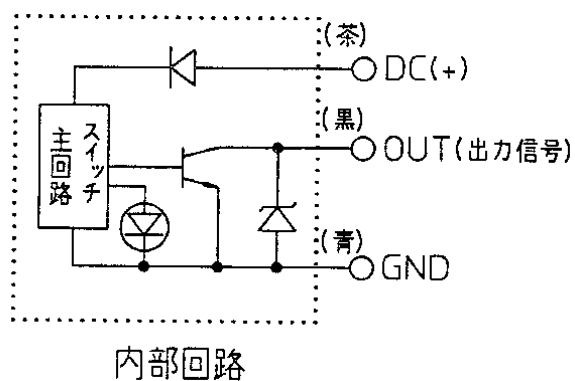 (茶)
DC(+)
(黒)
OUT(出力信号)
スイッチ
主回路
(青)
GND
内部回路